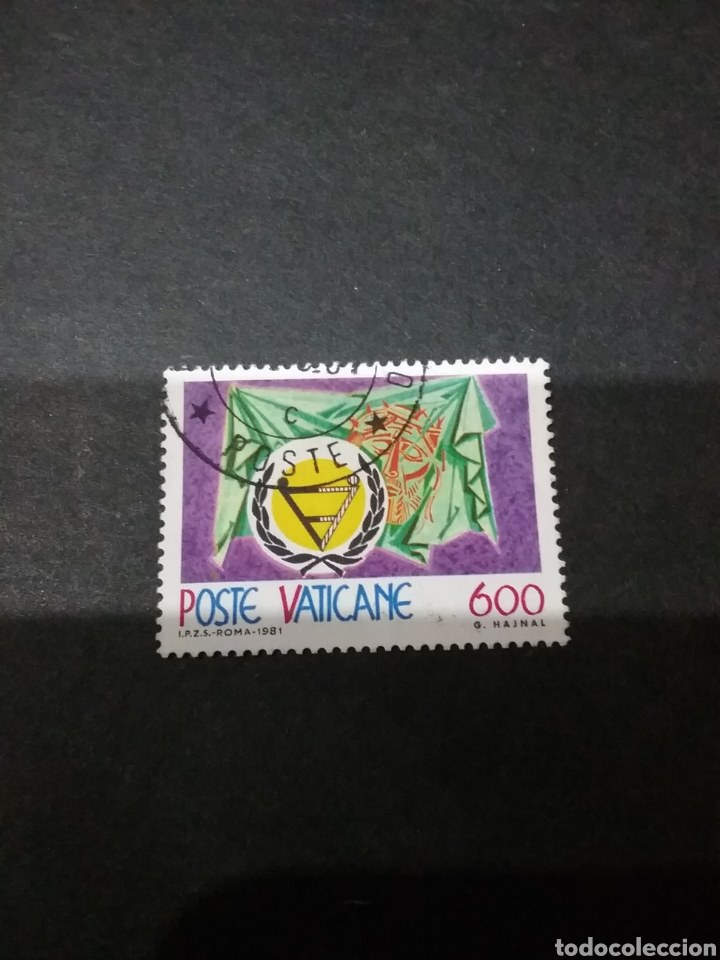 C
POSTE
POSTE VATICANE 600
I.P.Z.S.-ROMA-1981 G. HAJNAL
todocoleccion